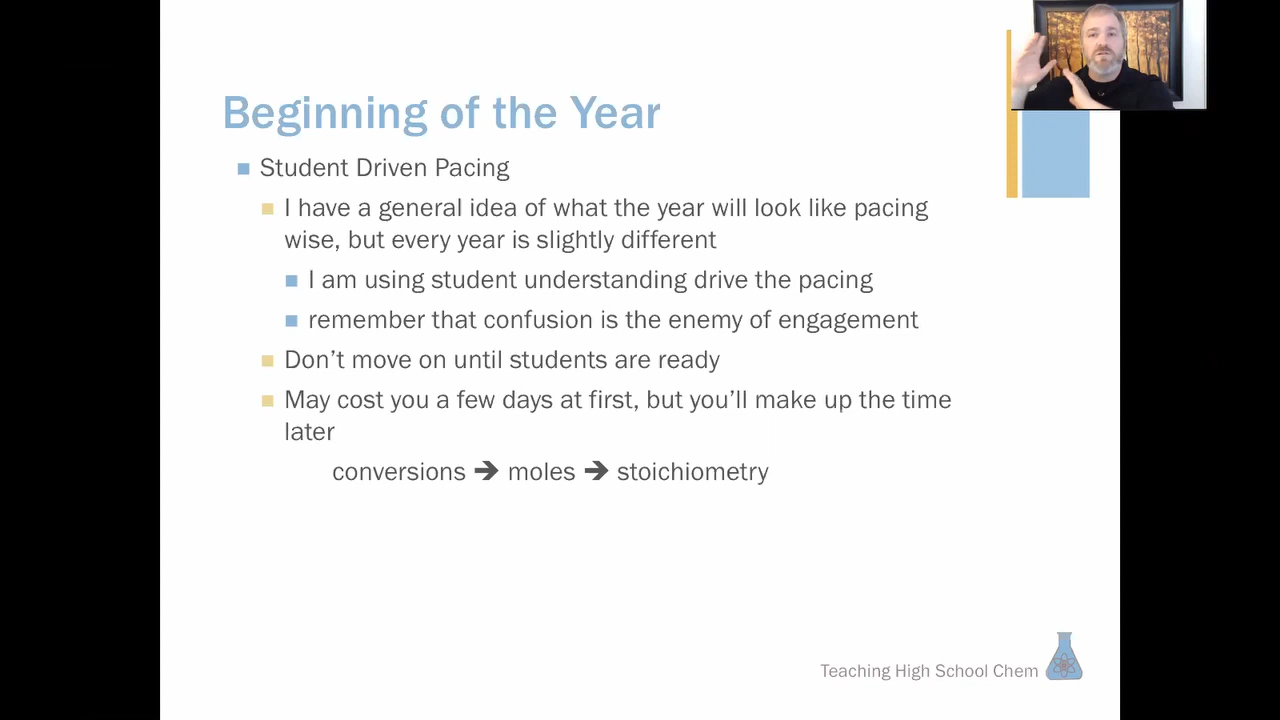 Beginning of the Year
Student Driven Pacing
I have a general idea of what the year will look like pacing
wise, but every year is slightly different
I am using student understanding drive the pacing
remember that confusion is the enemy of engagement
Don’t move on until students are ready
May cost you a few days at first, but you’ll make up the time
later
conversions ➔ moles ➔ stoichiometry
Teaching High School Chem